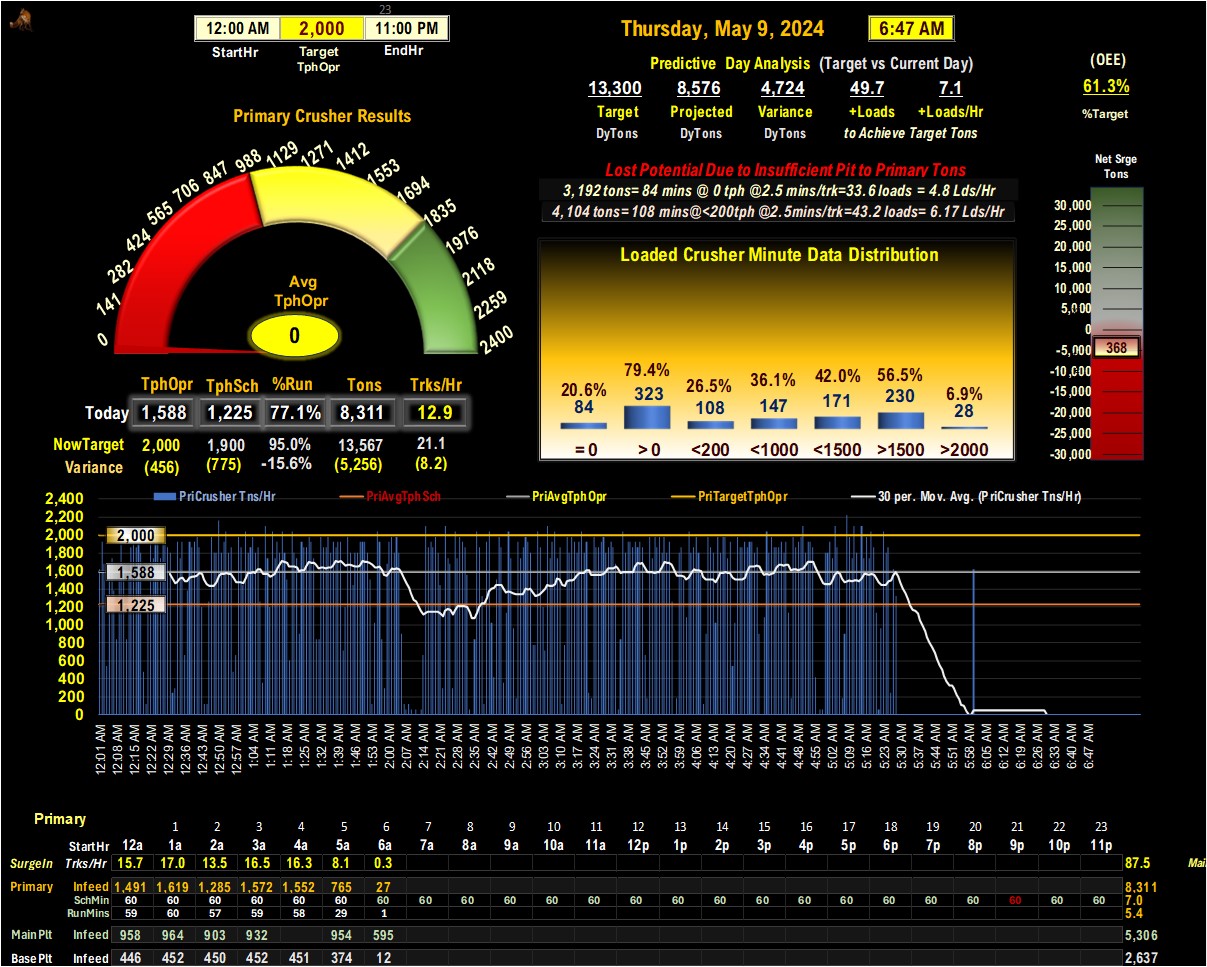 23
12:00 AM 2,000 11:00 PM
StartHr Target EndHr
TphOpr
Thursday, May 9, 2024 6:47 AM
Predictive Day Analysis (Target vs Current Day)
13,300 8,576 4,724 49.7 7.1
Target Projected Variance +Loads +Loads/Hr
DyTons DyTons DyTons to Achieve Target Tons
(OEE)
61.3%
%Target
Primary Crusher Results
0 141 282 424 565 706 847 988 1129 1271 1412 1553 1694 1835 1976 2118 2259 2400
Avg
TphOpr
0
Lost Potential Due to Insufficient Pit to Primary Tons
3,192 tons= 84 mins @ 0 tph @2.5 mins/trk=33.6 loads = 4.8 Lds/Hr
4,104 tons= 108 mins@<200tph @2.5mins/trk=43.2 loads= 6.17 Lds/Hr
Net Srge
Tons
30,000
25,000
20,000
15,000
10,000
5,000
0
-5,000
-10,000
-15,000
-20,000
-25,000
-30,000
368
Loaded Crusher Minute Data Distribution
20.6% 79.4% 26.5% 36.1% 42.0% 56.5% 6.9%
84 323 108 147 171 230 28
= 0 > 0 <200 <1000 <1500 >1500 >2000
TphOpr TphSch %Run Tons Trks/Hr
Today 1,588 1,225 77.1% 8,311 12.9
NowTarget 2,000 1,900 95.0% 13,567 21.1
Variance (456) (775) -15.6% (5,256) (8.2)
PriCrusher Tns/Hr PriAvgTphSch PriAvgTphOpr PriTargetTphOpr 30 per. Mov. Avg. (PriCrusher Tns/Hr)
2,400
2,200
2,000
1,800
1,600
1,400
1,200
1,000
800
600
400
200
0
2,000
1,588
1,225
12:01 AM 12:08 AM 12:15 AM 12:22 AM 12:29 AM 12:36 AM 12:43 AM 12:50 AM 12:57 AM 1:04 AM 1:11 AM 1:18 AM 1:25 AM 1:32 AM 1:39 AM 1:46 AM 1:53 AM 2:00 AM 2:07 AM 2:14 AM 2:21 AM 2:28 AM 2:35 AM 2:42 AM 2:49 AM 2:56 AM 3:03 AM 3:10 AM 3:17 AM 3:24 AM 3:31 AM 3:38 AM 3:45 AM 3:52 AM 3:59 AM 4:06 AM 4:13 AM 4:20 AM 4:27 AM 4:34 AM 4:41 AM 4:48 AM 4:55 AM 5:02 AM 5:09 AM 5:16 AM 5:23 AM 5:30 AM 5:37 AM 5:44 AM 5:51 AM 5:58 AM 6:05 AM 6:12 AM 6:19 AM 6:26 AM 6:33 AM 6:40 AM 6:47 AM
Primary
1 2 3 4 5 6 7 8 9 10 11 12 13 14 15 16 17 18 19 20 21 22 23
StartHr 12a 1a 2a 3a 4a 5a 6a 7a 8a 9a 10a 11a 12p 1p 2p 3p 4p 5p 6p 7p 8p 9p 10p 11p
SurgeIn Trks/Hr 15.7 17.0 13.5 16.5 16.3 8.1 0.3 87.5
Primary Infeed 1,491 1,619 1,285 1,572 1,552 765 27 8,311
SchMin 60 60 60 60 60 60 60 60 60 60 60 60 60 60 60 60 60 60 60 60 60 60 60 60 7.0
RunMins 59 60 57 59 58 29 1 5.4
MainPlt Infeed 958 964 903 932 954 595 5,306
BasePlt Infeed 446 452 450 452 451 374 12 2,637